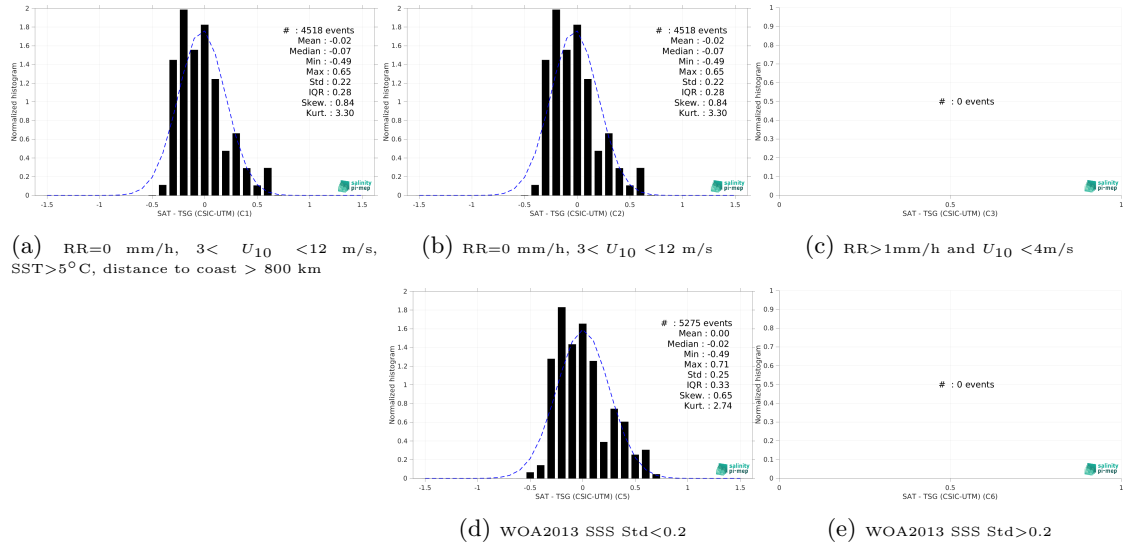 2
1.8
1.6
1.4
1.2
1
0.8
0.6
0.4
0.2
0
Normalized histogram
# : 4518 events
Mean : -0.02
Median : -0.07
Min : -0.49
Max : 0.65
Std : 0.22
IQR : 0.28
Skew. : 0.84
Kurt. : 3.30
salinity
pi-mep
-1.5 -1 -0.5 0 0.5 1 1.5
SAT - TSG (CSIC-UTM) (C1)
(a) RR=0 mm/h, 3< U10 <12 m/s,
SST>5°C, distance to coast > 800 km
2
1.8
1.6
1.4
1.2
1
0.8
0.6
0.4
0.2
0
Normalized histogram
# : 4518 events
Mean : -0.02
Median : -0.07
Min : -0.49
Max : 0.65
Std : 0.22
IQR : 0.28
Skew. : 0.84
Kurt. : 3.30
salinity
pi-mep
-1.5 -1 -0.5 0 0.5 1 1.5
SAT - TSG (CSIC-UTM) (C2)
(b) RR=0 mm/h, 3< U10 <12 m/s
1
0.9
0.8
0.7
0.6
0.5
0.4
0.3
0.2
0.1
0
Normalized histogram
# : 0 events
salinity
pi-mep
0 1
SAT - TSG (CSIC-UTM) (C3)
(c) RR>1mm/h and U10 <4m/s
2
1.8
1.6
1.4
1.2
1
0.8
0.6
0.4
0.2
0
Normalized histogram
# : 5275 events
Mean : 0.00
Median : -0.02
Min : -0.49
Max : 0.71
Std : 0.25
IQR : 0.33
Skew. : 0.65
Kurt. : 2.74
salinity
pi-mep
-1.5 -1 -0.5 0 0.5 1 1.5
SAT - TSG (CSIC-UTM) (C5)
(d) WOA2013 SSS Std<0.2
1
0.9
0.8
0.7
0.6
0.5
0.4
0.3
0.2
0.1
0
Normalized histogram
# : 0 events
salinity
pi-mep
0 1
SAT - TSG (CSIC-UTM) (C6)
(e) WOA2013 SSS Std>0.2